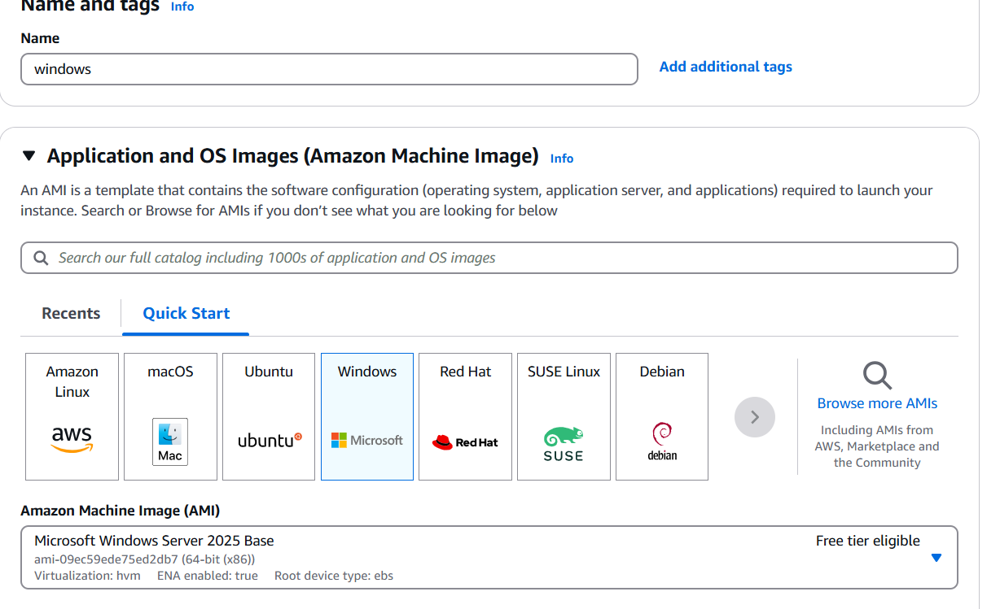 Name and tags Info
Name
windows
Add additional tags
Application and OS Images (Amazon Machine Image) Info
An AMI is a template that contains the software configuration (operating system, application server, and applications) required to launch your
instance. Search or Browse for AMIs if you don’t see what you are looking for below
Search our full catalog including 1000s of application and OS images
Recents
Quick Start
Amazon
Linux
aws
macOS
Mac
Ubuntu
ubuntu
Windows
Microsoft
Red Hat
Red Hat
SUSE Linux
SUSE
Debian
debian
Browse more AMIs
Including AMIs from
AWS, Marketplace and
the Community
Amazon Machine Image (AMI)
Microsoft Windows Server 2025 Base
Free tier eligible
ami-09ec59ede75ed2db7 (64-bit (x86))
Virtualization: hvm ENA enabled: true Root device type: ebs